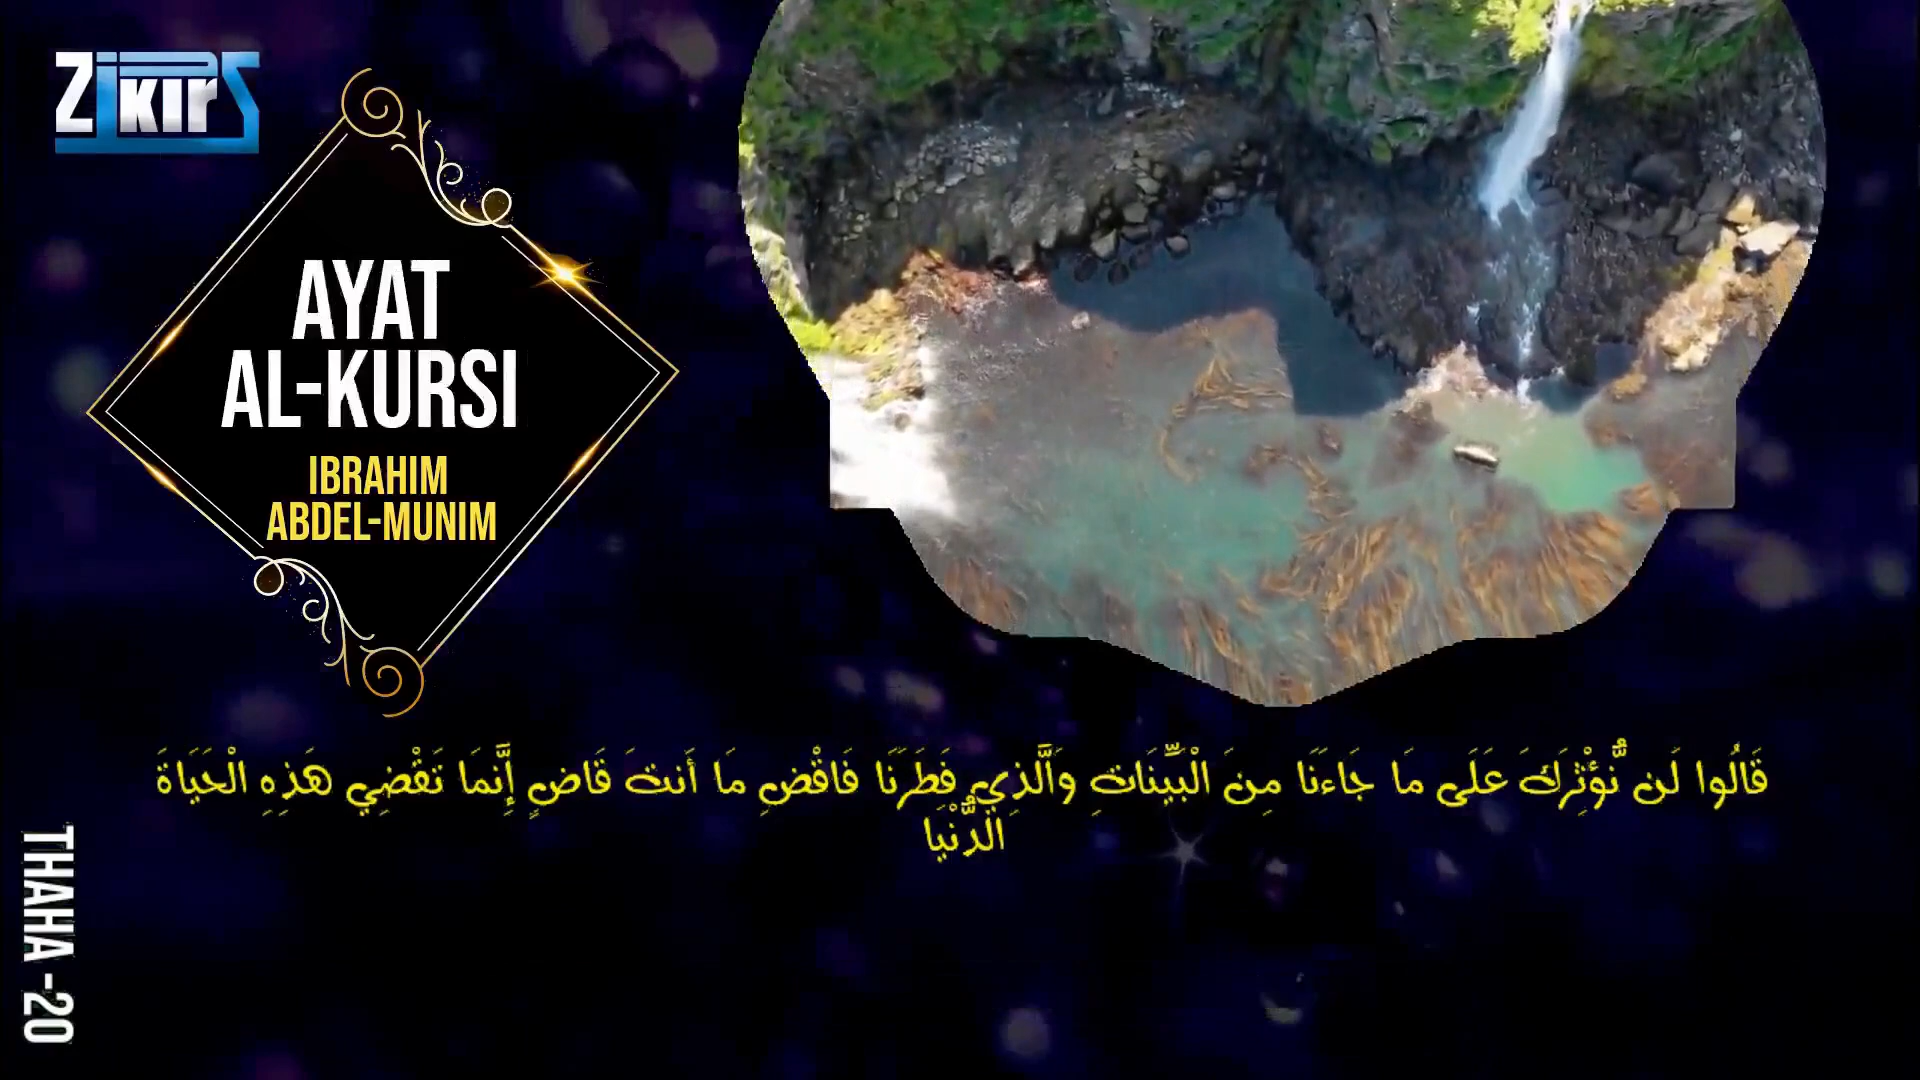 ZikirS
AYAT
AL-KURSI
IBRAHIM
ABDEL-MUNIM
قَالُوا لَن نُّؤْثِرَكَ عَلَى مَا جَاءَنَا مِنَ الْبَيِّنَاتِ وَالَّذِي فَطَرَنَا فَاقْضِ مَا أَنتَ قَاضٍ إِنَّمَا تَقْضِي هَذِهِ الْحَيَاةَ
الدُّنْيَا
THAHA -20